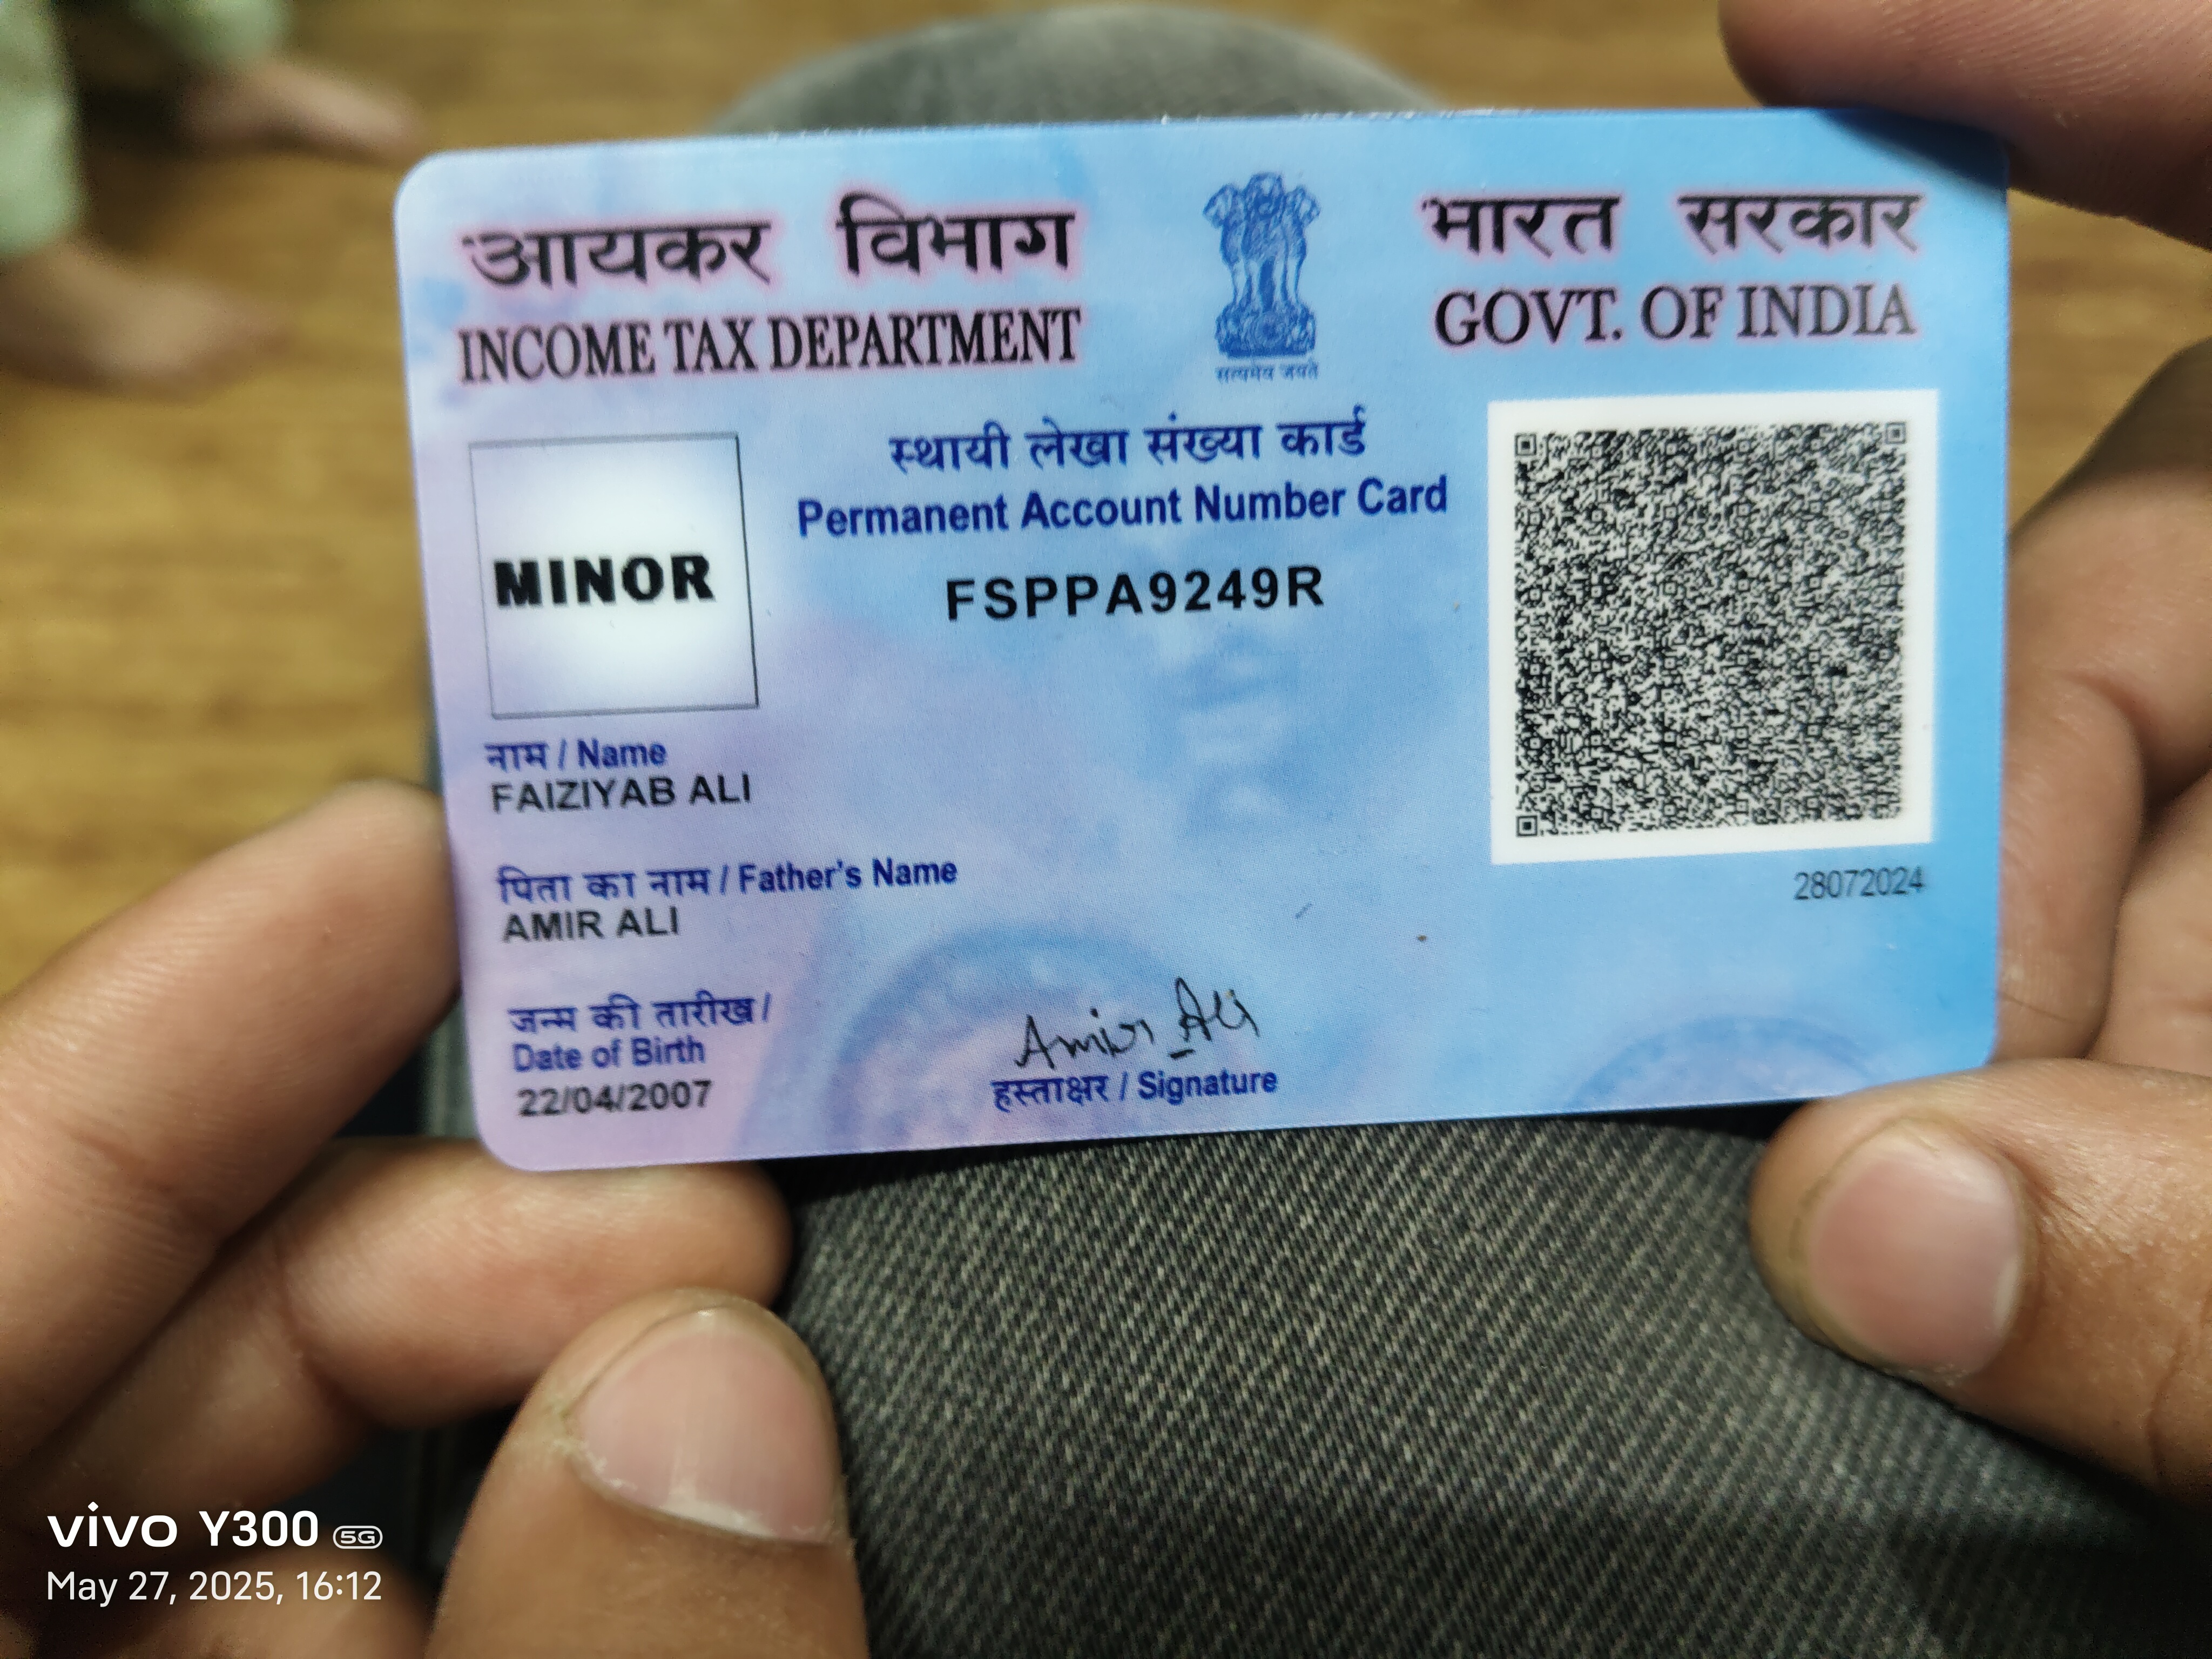 आयकर विभाग
INCOME TAX DEPARTMENT
सत्यमेव जयते
भारत सरकार
GOVT. OF INDIA
स्थायी लेखा संख्या कार्ड
Permanent Account Number Card
FSPPA9249R
MINOR
नाम / Name
FAIZIYAB ALI
पिता का नाम / Father's Name
AMIR ALI
28072024
जन्म की तारीख /
Date of Birth
22/04/2007
Amir Ali
हस्ताक्षर / Signature
vivo Y300 5G
May 27, 2025, 16:12